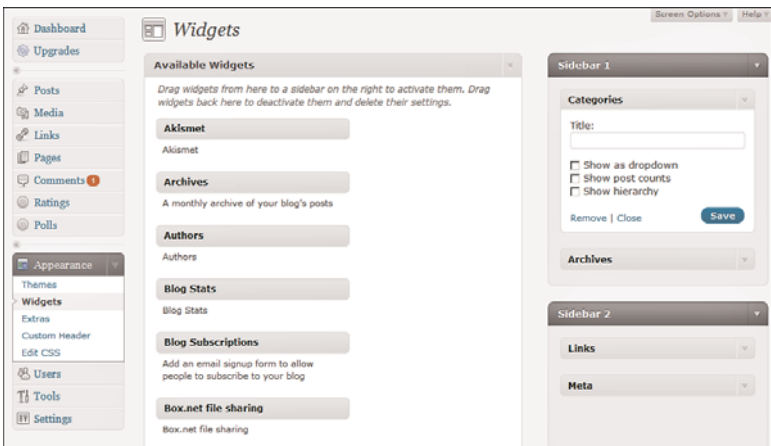 Screen Options Help
Dashboard
Upgrades
Posts
Media
Links
Pages
Comments 1
Ratings
Polls
Appearance
Themes
Widgets
Extras
Custom Header
Edit CSS
Users
Tools
Settings
Widgets
Available Widgets
Drag widgets from here to a sidebar on the right to activate them. Drag
widgets back here to deactivate them and delete their settings.
Akismet
Akismet
Archives
A monthly archive of your blog's posts
Authors
Authors
Blog Stats
Blog Stats
Blog Subscriptions
Add an email signup form to allow
people to subscribe to your blog
Box.net file sharing
Box.net file sharing
Sidebar 1
Categories
Title:
Show as dropdown
Show post counts
Show hierarchy
Remove | Close
Save
Archives
Sidebar 2
Links
Meta